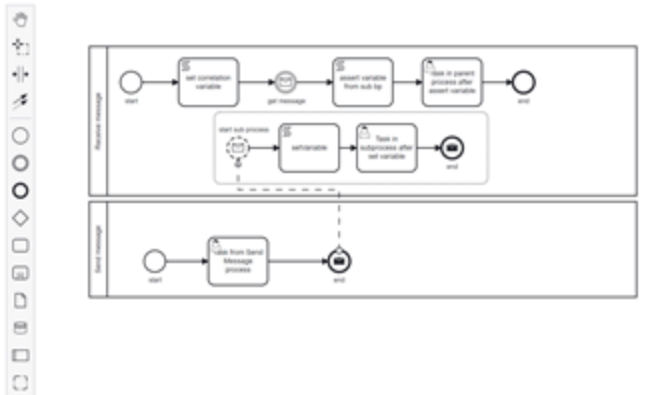 Receive message
start
set correlation
variable
get message
assert variable
from sub bp
Task in parent
process after
assert variable
end
start sub process
setVariable
Task in
subprocess after
set variable
end
Send message
start
Task from Send
Message
process
end